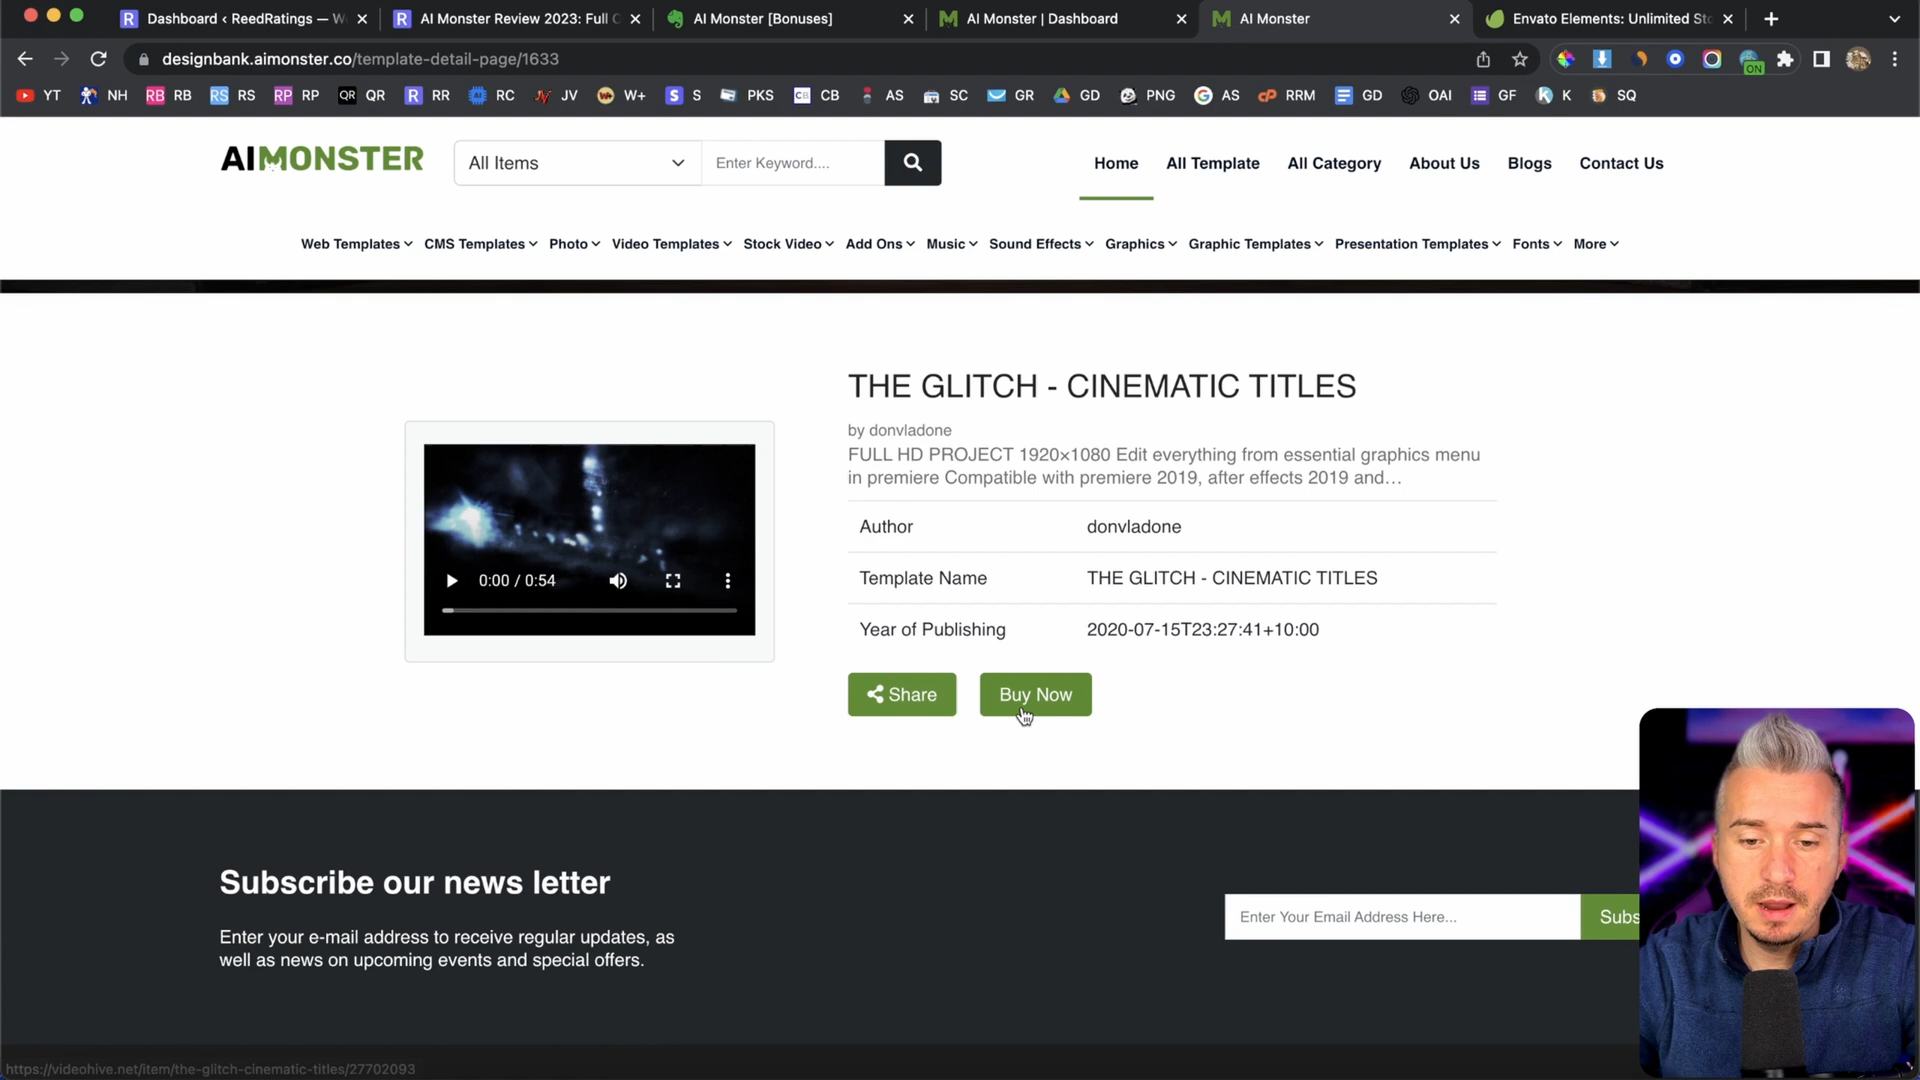 Dashboard ‹ ReedRatings — W
AI Monster Review 2023: Full
AI Monster [Bonuses]
AI Monster | Dashboard
AI Monster
Envato Elements: Unlimited St
designbank.aimonster.co/template-detail-page/1633
ON
YT NH RB RB RS RS RP RP QR QR R RR RC JV W+ S S PKS CB CB AS SC GR GD PNG AS RRM GD OAI GF K SQ
AIMONSTER
All Items
Enter Keyword....
Home All Template All Category About Us Blogs Contact Us
Web Templates CMS Templates Photo Video Templates Stock Video Add Ons Music Sound Effects Graphics Graphic Templates Presentation Templates Fonts More
THE GLITCH - CINEMATIC TITLES
by donvladone
FULL HD PROJECT 1920×1080 Edit everything from essential graphics menu
in premiere Compatible with premiere 2019, after effects 2019 and…
0:00 / 0:54
Author donvladone
Template Name THE GLITCH - CINEMATIC TITLES
Year of Publishing 2020-07-15T23:27:41+10:00
Share Buy Now
Subscribe our news letter
Enter your e-mail address to receive regular updates, as
well as news on upcoming events and special offers.
Enter Your Email Address Here...
Subs
https://videohive.net/item/the-glitch-cinematic-titles/27702093